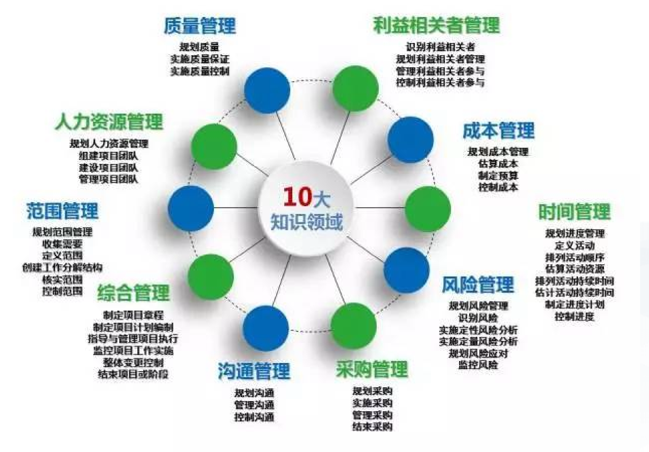 质量管理
规划质量
实施质量保证
实施质量控制
利益相关者管理
识别利益相关者
规划利益相关者管理
管理利益相关者参与
控制利益相关者参与
人力资源管理
规划人力资源管理
组建项目团队
建设项目团队
管理项目团队
成本管理
规划成本管理
估算成本
制定预算
控制成本
10大
知识领域
范围管理
规划范围管理
收集需要
定义范围
创建工作分解结构
核实范围
控制范围
时间管理
规划进度管理
定义活动
排列活动顺序
估算活动资源
排列活动持续时间
估计活动持续时间
制定进度计划
控制进度
综合管理
制定项目章程
制定项目计划编制
指导与管理项目执行
监控项目工作实施
整体变更控制
结束项目或阶段
风险管理
规划风险管理
识别风险
实施定性风险分析
实施定量风险分析
规划风险应对
监控风险
沟通管理
规划沟通
管理沟通
控制沟通
采购管理
规划采购
实施采购
管理采购
结束采购